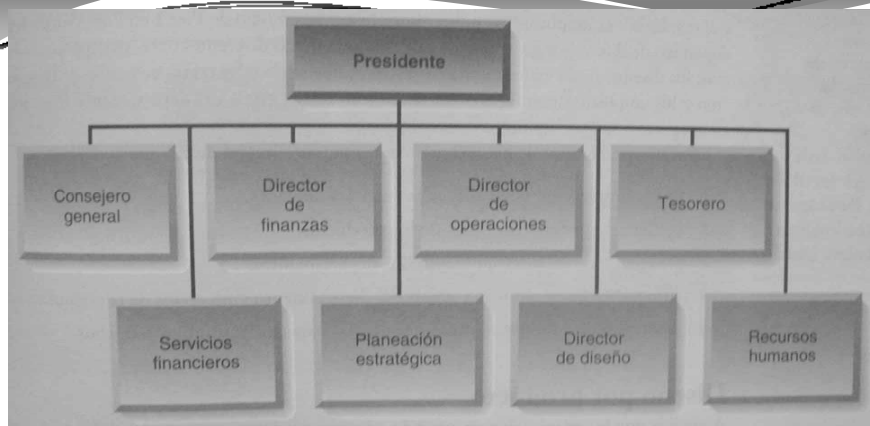 Presidente
Consejero
general
Director
de
finanzas
Director
de
operaciones
Tesorero
Servicios
financieros
Planeación
estratégica
Director
de diseño
Recursos
humanos